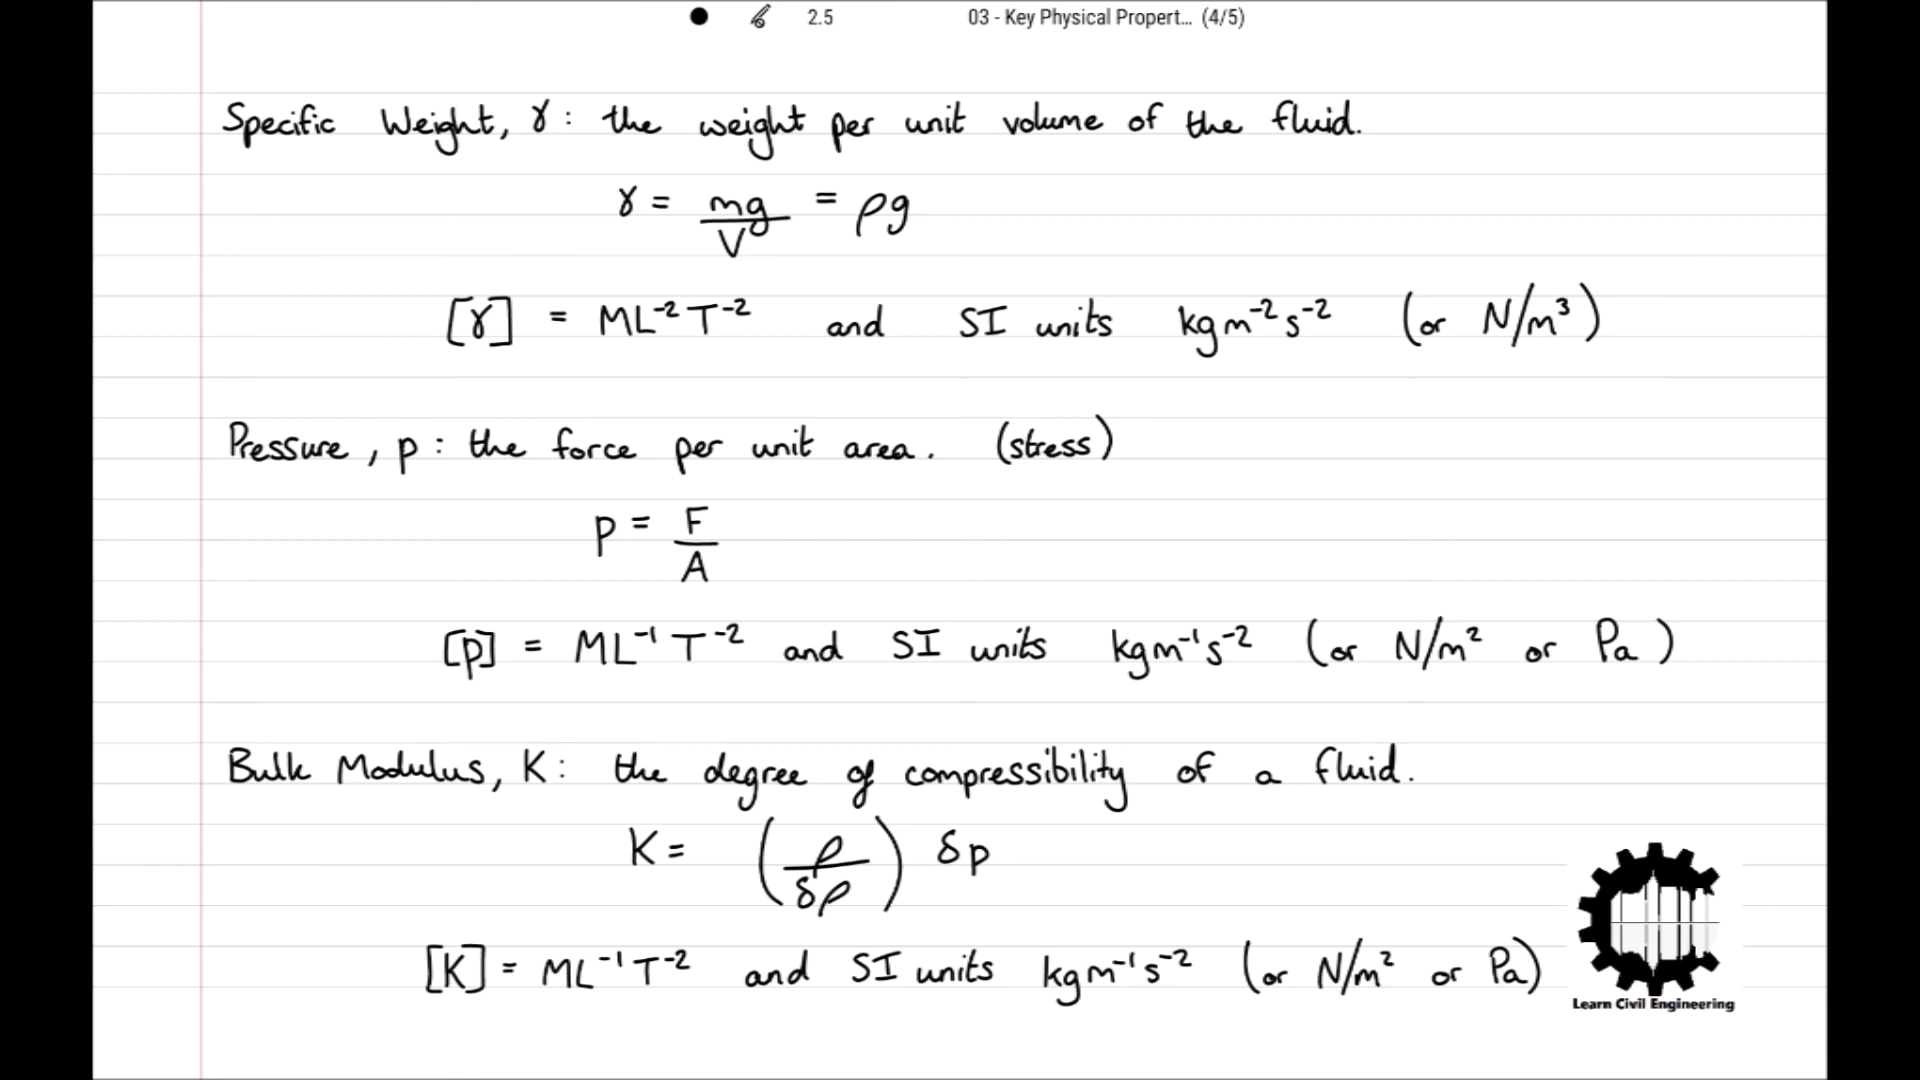 2.5 03 - Key Physical Propert... (4/5)
Specific Weight, γ : the weight per unit volume of the fluid.
γ = mg/V = ρg
[γ] = ML⁻²T⁻² and SI units kgm⁻²s⁻² (or N/m³)
Pressure, p : the force per unit area. (stress)
p = F/A
[p] = ML⁻¹T⁻² and SI units kgm⁻¹s⁻² (or N/m² or Pa)
Bulk Modulus, K : the degree of compressibility of a fluid.
K = (ρ/δρ) δp
[K] = ML⁻¹T⁻² and SI units kgm⁻¹s⁻² (or N/m² or Pa)
Learn Civil Engineering